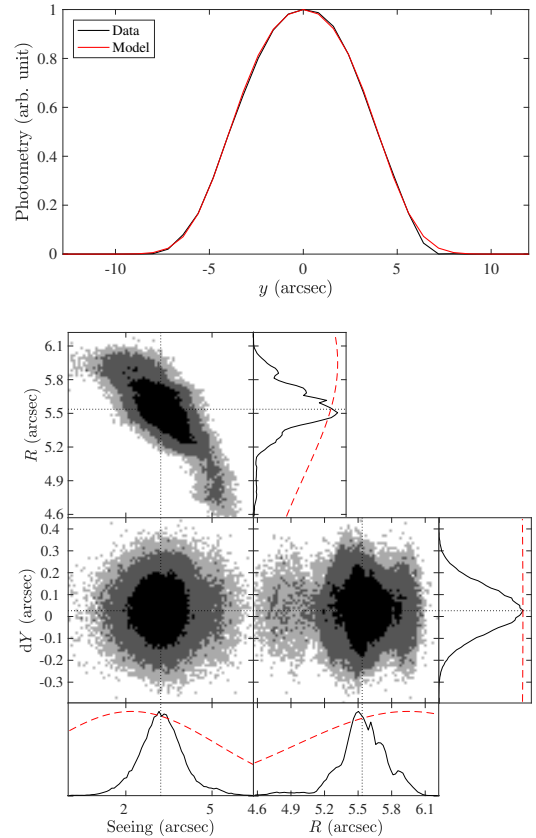 1
0.8
0.6
0.4
0.2
0
Photometry (arb. unit)
Data
Model
-10 -5 0 5 10
y (arcsec)
6.1
5.8
5.5
5.2
4.9
4.6
R (arcsec)
0.4
0.3
0.2
0.1
0
-0.1
-0.2
-0.3
dY (arcsec)
2 5 4.6 4.9 5.2 5.5 5.8 6.1
Seeing (arcsec) R (arcsec)